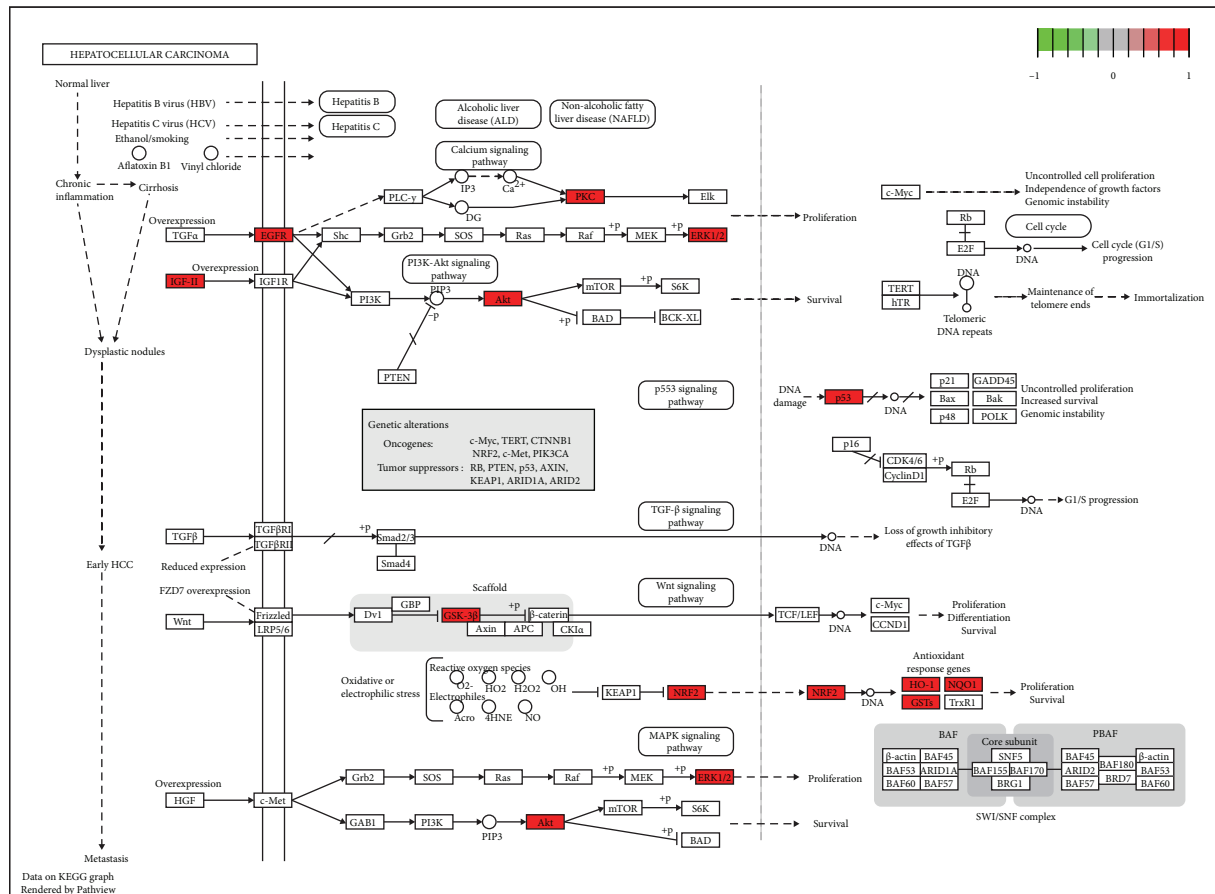 HEPATOCELLULAR CARCINOMA
−1 0 1
Normal liver
Hepatitis B virus (HBV)
Hepatitis B
Hepatitis C virus (HCV)
Hepatitis C
Ethanol/smoking
Aflatoxin B1
Vinyl chloride
Alcoholic liver
disease (ALD)
Non-alcoholic fatty
liver disease (NAFLD)
Calcium signaling
pathway
Chronic
inflammation
Cirrhosis
PLC-γ
IP3
Ca2+
DG
PKC
Elk
Overexpression
TGFα
EGFR
Shc
Grb2
SOS
Ras
Raf
+p
MEK
+p
ERK1/2
Proliferation
Overexpression
IGF-II
IGF1R
PI3K-Akt signaling
pathway
PI3K
PIP3
−p
Akt
mTOR
+p
S6K
+p
BAD
BCK-XL
Survival
PTEN
Dysplastic nodules
c-Myc
Uncontrolled cell proliferation
Independence of growth factors
Genomic instability
Rb
E2F
Cell cycle
DNA
Cell cycle (G1/S)
progression
TERT
hTR
DNA
Telomeric
DNA repeats
Maintenance of
telomere ends
Immortalization
p553 signaling
pathway
DNA
damage
p53
DNA
p21
GADD45
Bax
Bak
p48
POLK
Uncontrolled proliferation
Increased survival
Genomic instability
Genetic alterations
Oncogenes: c-Myc, TERT, CTNNB1
NRF2, c-Met, PIK3CA
Tumor suppressors : RB, PTEN, p53, AXIN,
KEAP1, ARID1A, ARID2
p16
CDK4/6
CyclinD1
+p
Rb
E2F
DNA
G1/S progression
TGF-β signaling
pathway
TGFβ
TGFβRI
TGFβRII
+p
Smad2/3
Smad4
DNA
Loss of growth inhibitory
effects of TGFβ
Reduced expression
Early HCC
FZD7 overexpression
Wnt
Frizzled
LRP5/6
Scaffold
Dv1
GBP
GSK-3β
+p
β-caterin
Axin
APC
CKIα
Wnt signaling
pathway
TCF/LEF
DNA
c-Myc
CCND1
Proliferation
Differentiation
Survival
Oxidative or
electrophilic stress
Reactive oxygen species
O2-
HO2
H2O2
OH
Electrophiles
Acro
4HNE
NO
KEAP1
NRF2
NRF2
DNA
Antioxidant
response genes
HO-1
NQO1
GSTs
TrxR1
Proliferation
Survival
MAPK signaling
pathway
Overexpression
HGF
c-Met
Grb2
SOS
Ras
Raf
+p
MEK
+p
ERK1/2
Proliferation
GAB1
PI3K
PIP3
Akt
mTOR
+p
S6K
+p
BAD
Survival
BAF
Core subunit
PBAF
β-actin
BAF45
SNF5
BAF45
β-actin
BAF53
ARID1A
BAF155
BAF170
ARID2
BAF180
BAF53
BAF60
BAF57
BRG1
BAF57
BRD7
BAF60
SWI/SNF complex
Metastasis
Data on KEGG graph
Rendered by Pathview